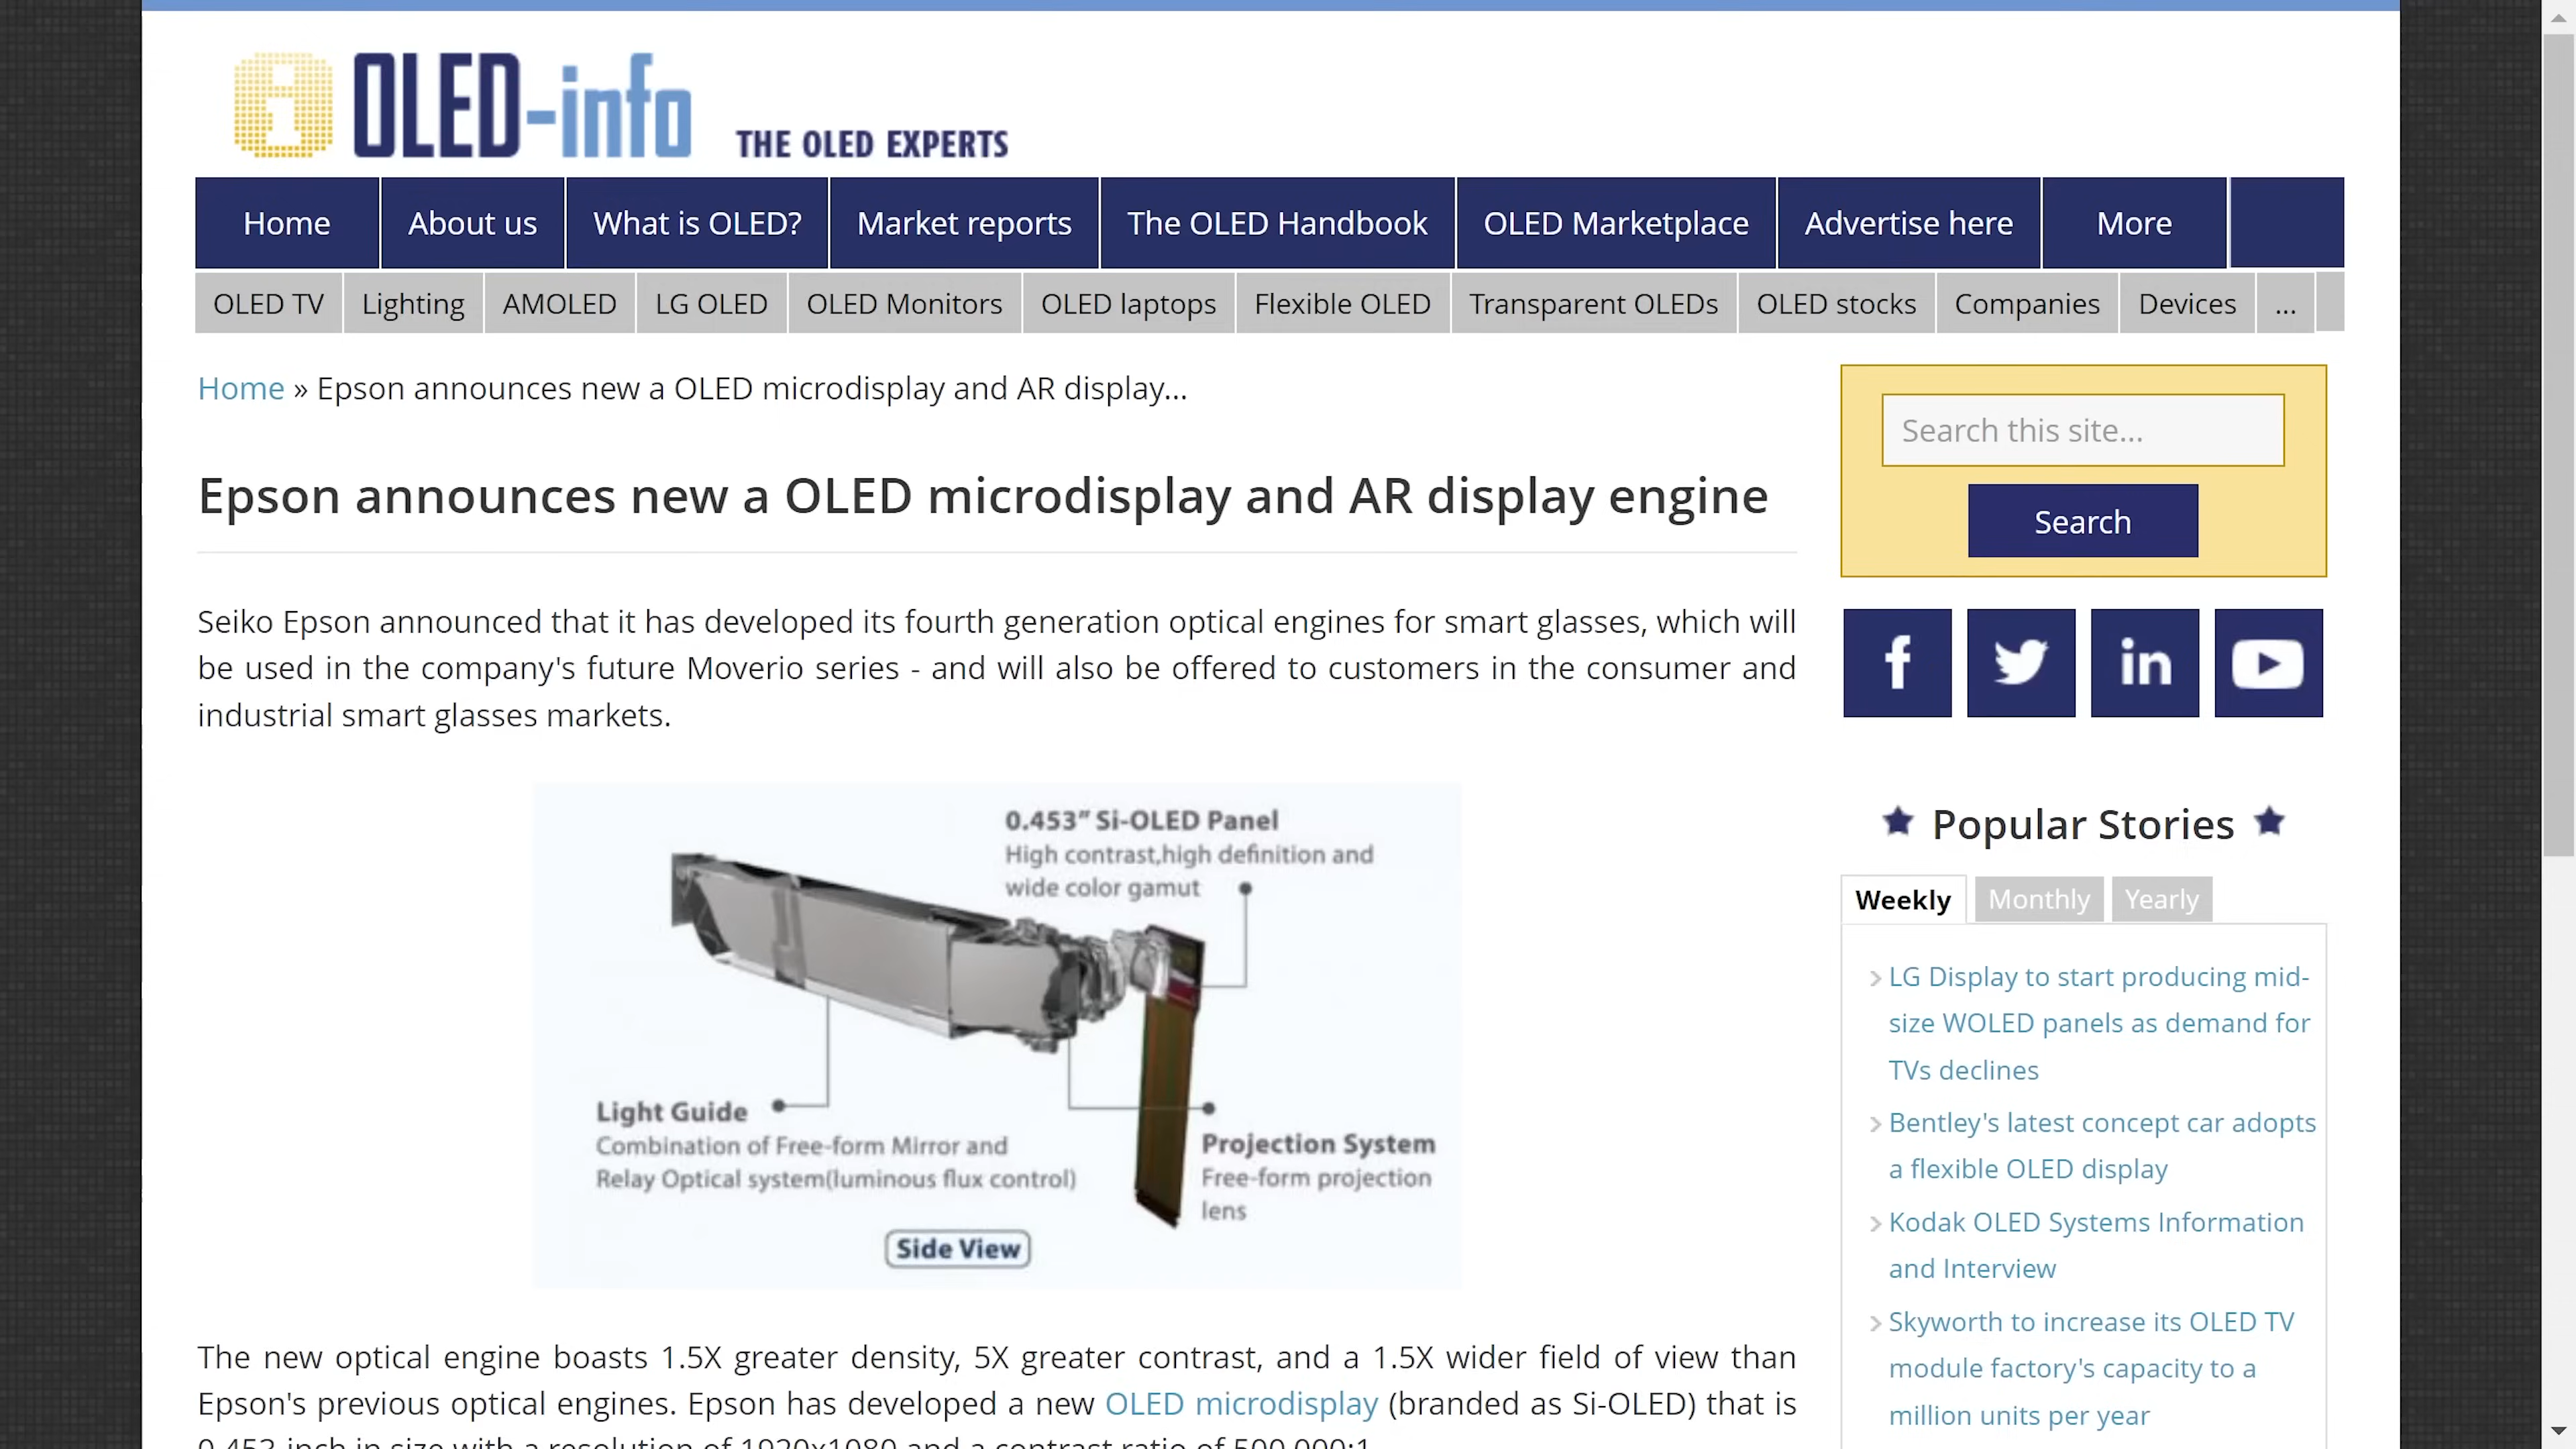 OLED-info THE OLED EXPERTS
Home About us What is OLED? Market reports The OLED Handbook OLED Marketplace Advertise here More
OLED TV Lighting AMOLED LG OLED OLED Monitors OLED laptops Flexible OLED Transparent OLEDs OLED stocks Companies Devices ...
Home » Epson announces new a OLED microdisplay and AR display...
Epson announces new a OLED microdisplay and AR display engine
Seiko Epson announced that it has developed its fourth generation optical engines for smart glasses, which will
be used in the company's future Moverio series - and will also be offered to customers in the consumer and
industrial smart glasses markets.
0.453" Si-OLED Panel
High contrast,high definition and
wide color gamut
Light Guide
Combination of Free-form Mirror and
Relay Optical system(luminous flux control)
Projection System
Free-form projection
lens
Side View
The new optical engine boasts 1.5X greater density, 5X greater contrast, and a 1.5X wider field of view than
Epson's previous optical engines. Epson has developed a new OLED microdisplay (branded as Si-OLED) that is
0.453-inch in size with a resolution of 1920x1080 and a contrast ratio of 500,000:1
Search this site...
Search
f in
Popular Stories
Weekly Monthly Yearly
LG Display to start producing mid-
size WOLED panels as demand for
TVs declines
Bentley's latest concept car adopts
a flexible OLED display
Kodak OLED Systems Information
and Interview
Skyworth to increase its OLED TV
module factory's capacity to a
million units per year